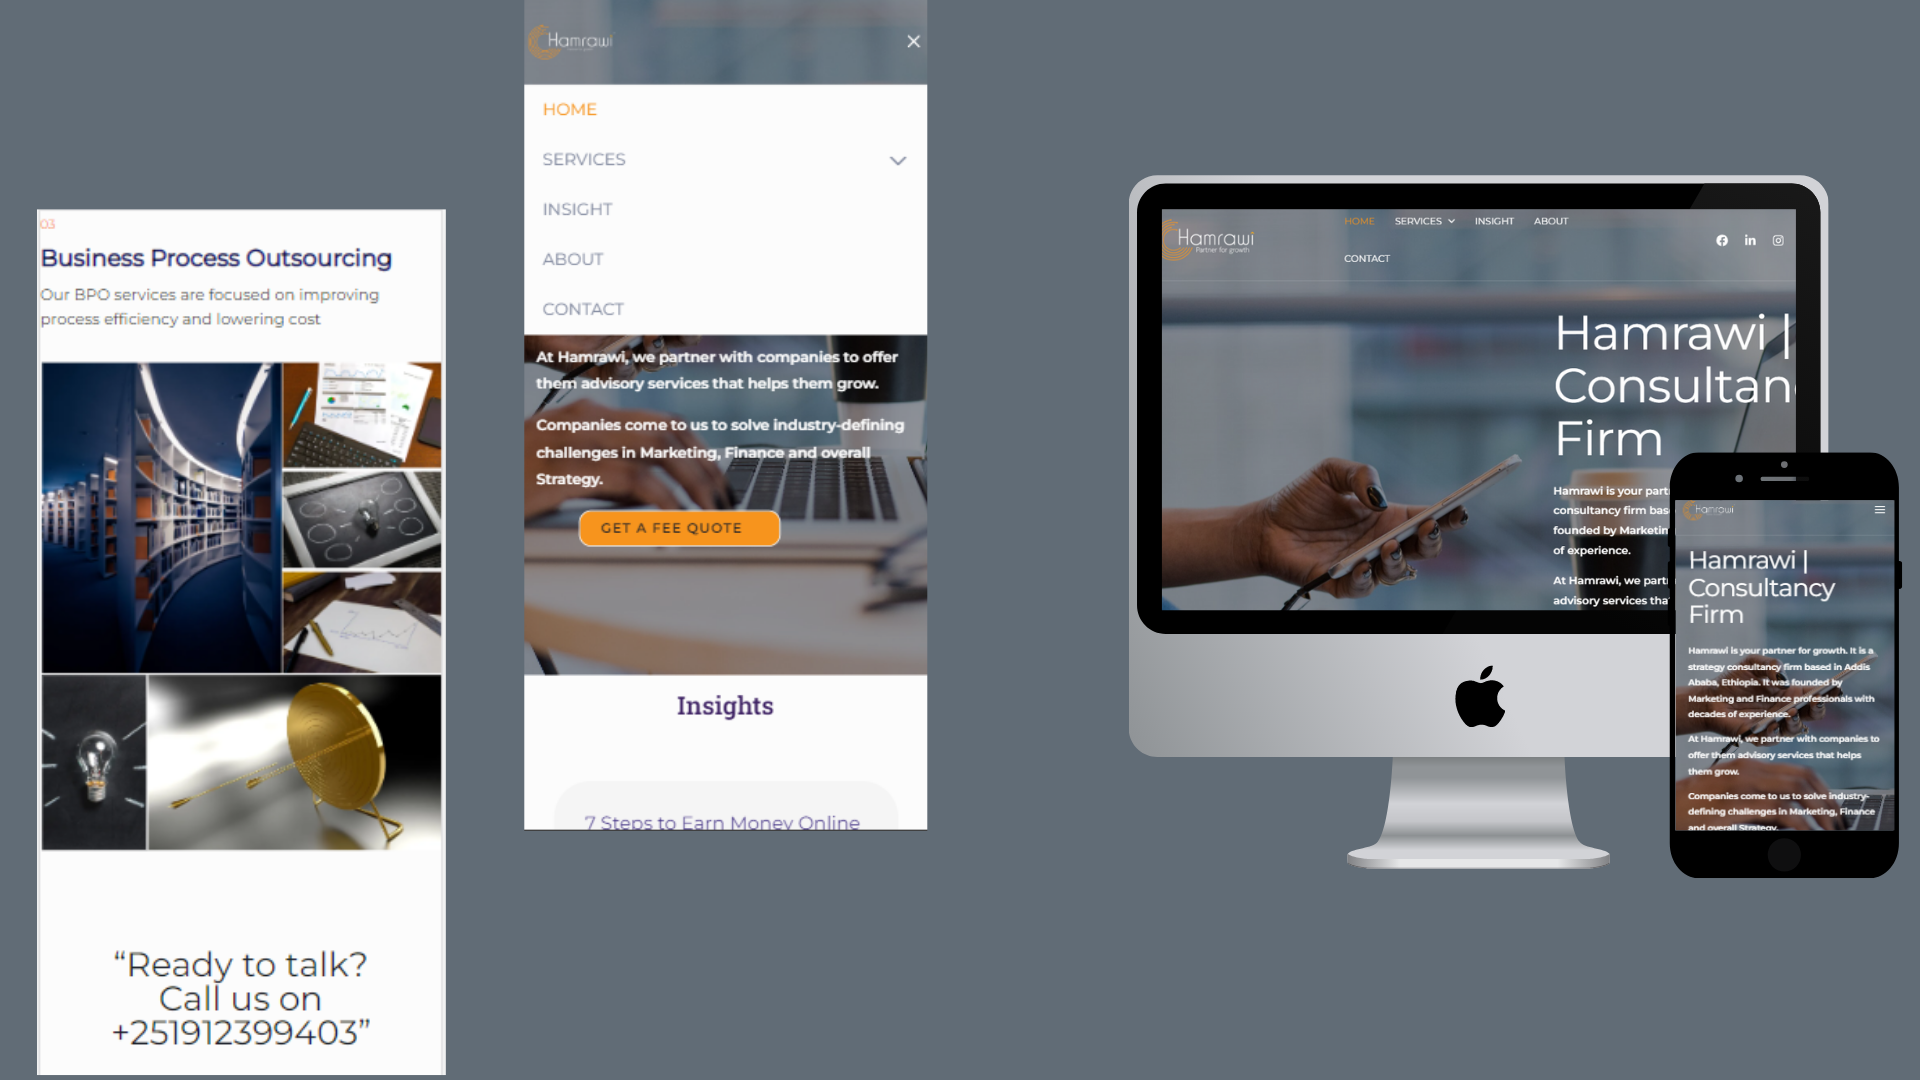 03
Business Process Outsourcing
Our BPO services are focused on improving
process efficiency and lowering cost
“Ready to talk?
Call us on
+251912399403”
Hamrawi
HOME
SERVICES
INSIGHT
ABOUT
CONTACT
At Hamrawi, we partner with companies to offer
them advisory services that helps them grow.
Companies come to us to solve industry-defining
challenges in Marketing, Finance and overall
Strategy.
GET A FEE QUOTE
Insights
7 Steps to Earn Money Online
Hamrawi
Partner for growth
HOME SERVICES INSIGHT ABOUT
CONTACT
Hamrawi |
Consultan
Firm
Hamrawi is your part
consultancy firm bas
founded by Marketin
of experience.
At Hamrawi, we partn
advisory services tha
Hamrawi
Hamrawi |
Consultancy
Firm
Hamrawi is your partner for growth. It is a
strategy consultancy firm based in Addis
Ababa, Ethiopia. It was founded by
Marketing and Finance professionals with
decades of experience.
At Hamrawi, we partner with companies to
offer them advisory services that helps
them grow.
Companies come to us to solve industry-
defining challenges in Marketing, Finance
and overall Strategy.